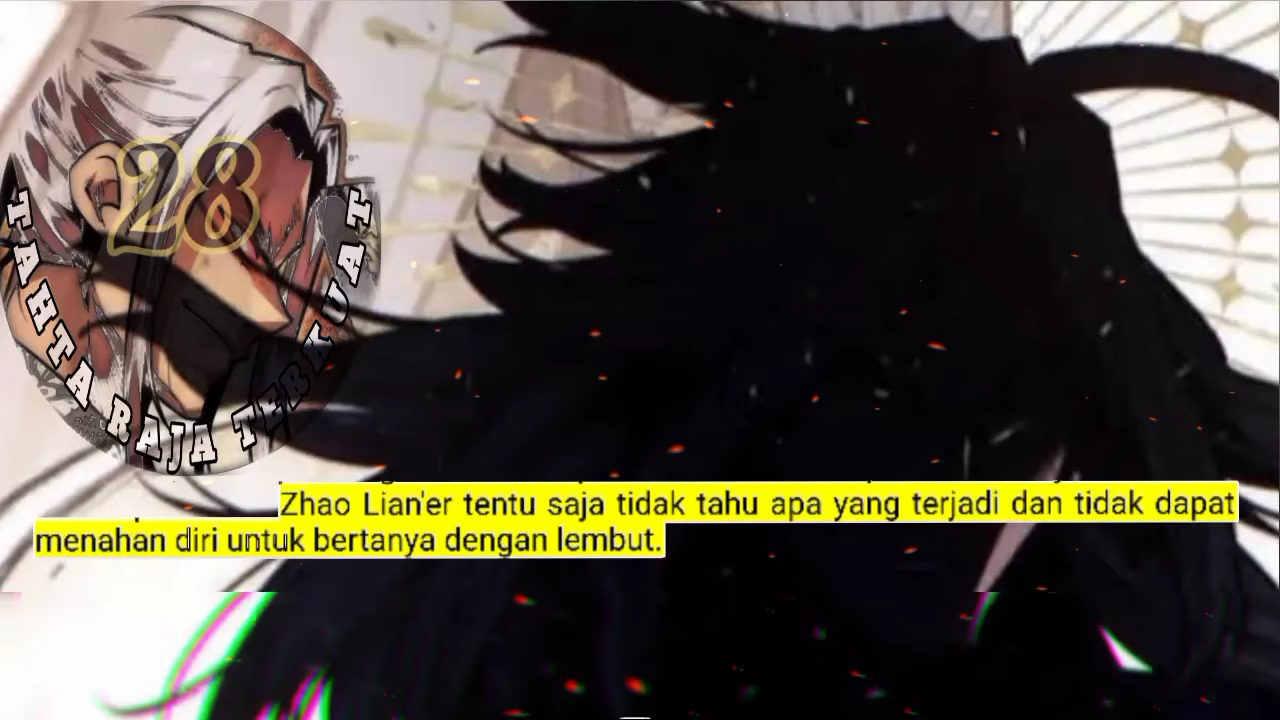 28
TAHTA RAJA TERKUAT
Zhao Lian'er tentu saja tidak tahu apa yang terjadi dan tidak dapat
menahan diri untuk bertanya dengan lembut.